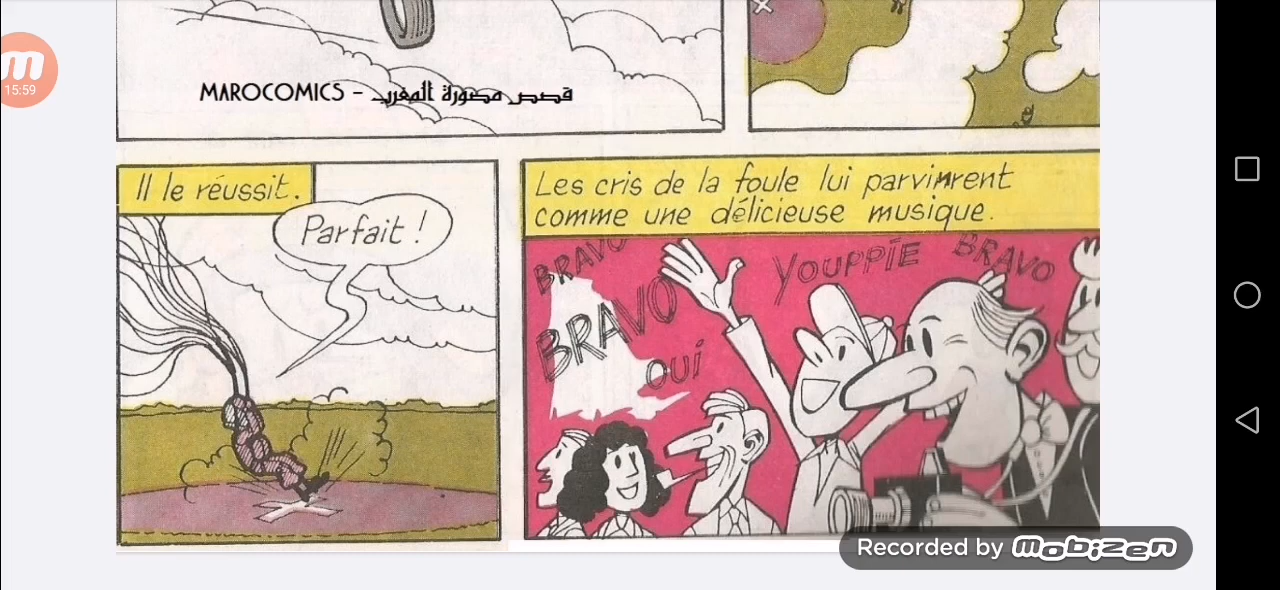 15:59
MAROCOMICS - قصص مصورة المغرب
Il le réussit.
Parfait !
Les cris de la foule lui parvinrent
comme une délicieuse musique.
BRAVO
YOUPPIE
BRAVO
BRAVO
OUI
Recorded by mobizen